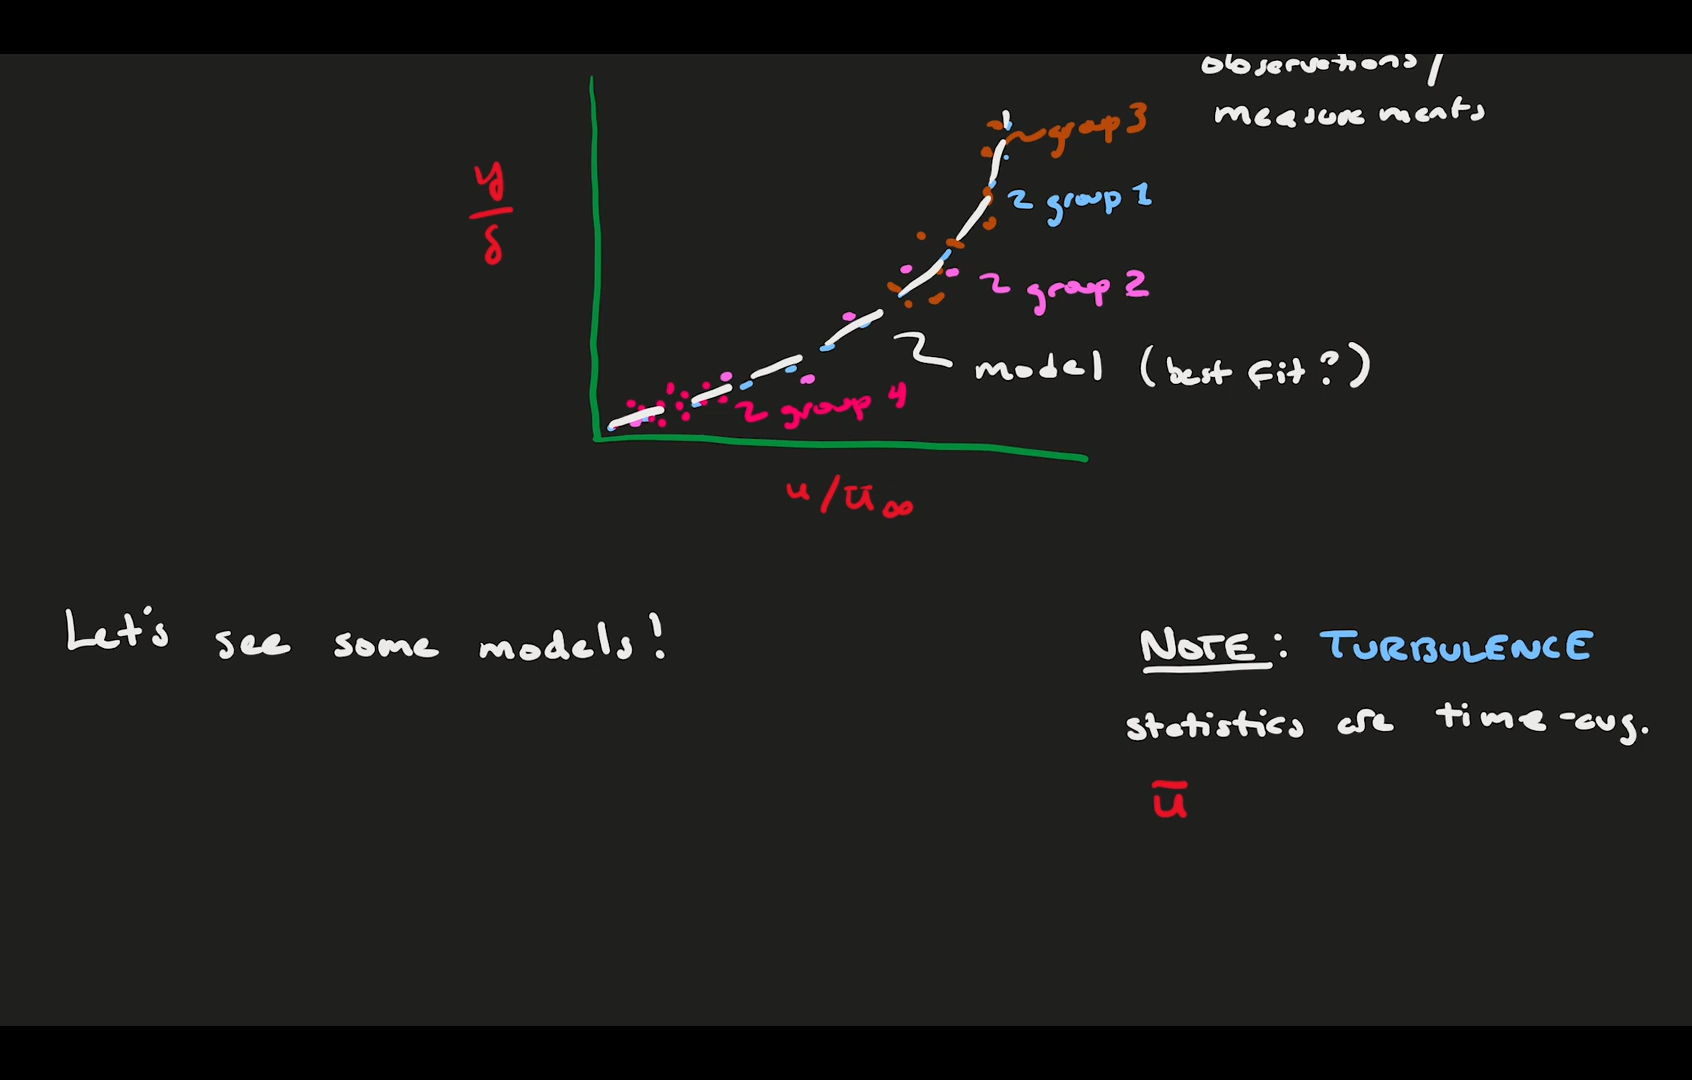 observations/
measurements
y/δ
group 3
group 1
group 2
model (best fit?)
group 4
u/U∞
Let's see some models!
NOTE: TURBULENCE
statistics are time-avg.
ū